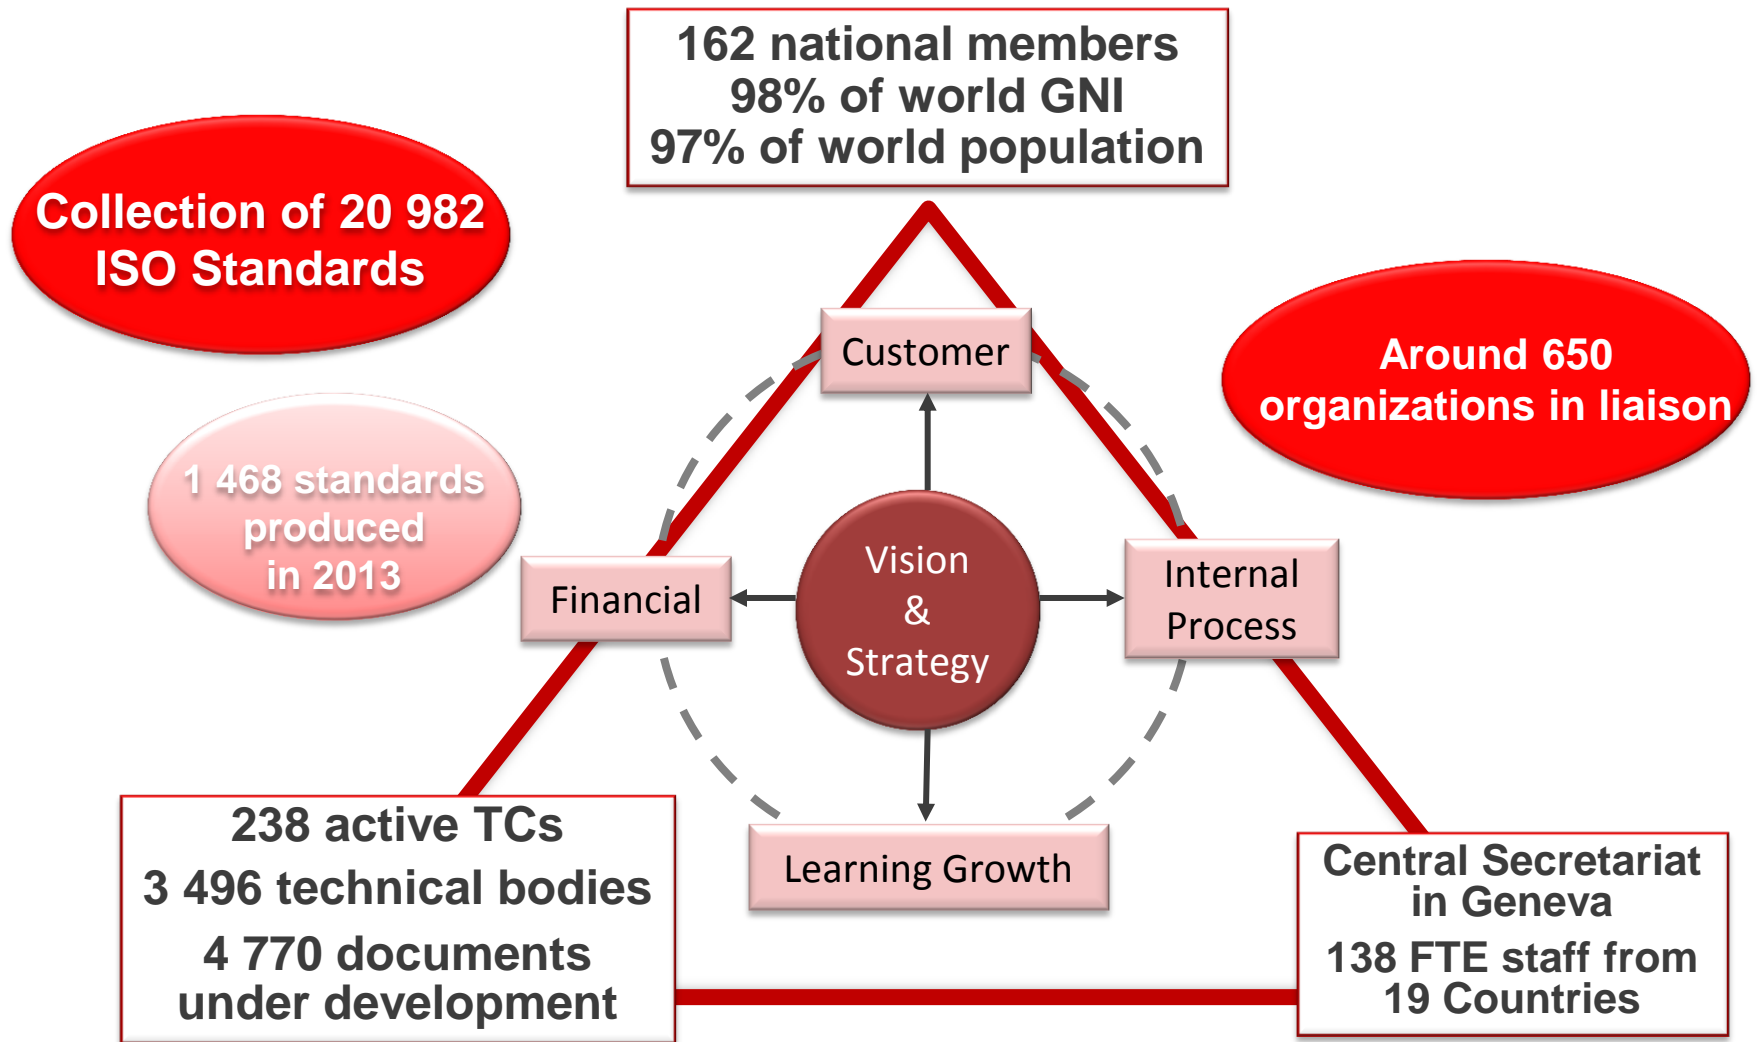 162 national members
98% of world GNI
97% of world population
Collection of 20 982
ISO Standards
Around 650
organizations in liaison
1 468 standards
produced
in 2013
Customer
Financial
Vision
&
Strategy
Internal
Process
Learning Growth
238 active TCs
3 496 technical bodies
4 770 documents
under development
Central Secretariat
in Geneva
138 FTE staff from
19 Countries